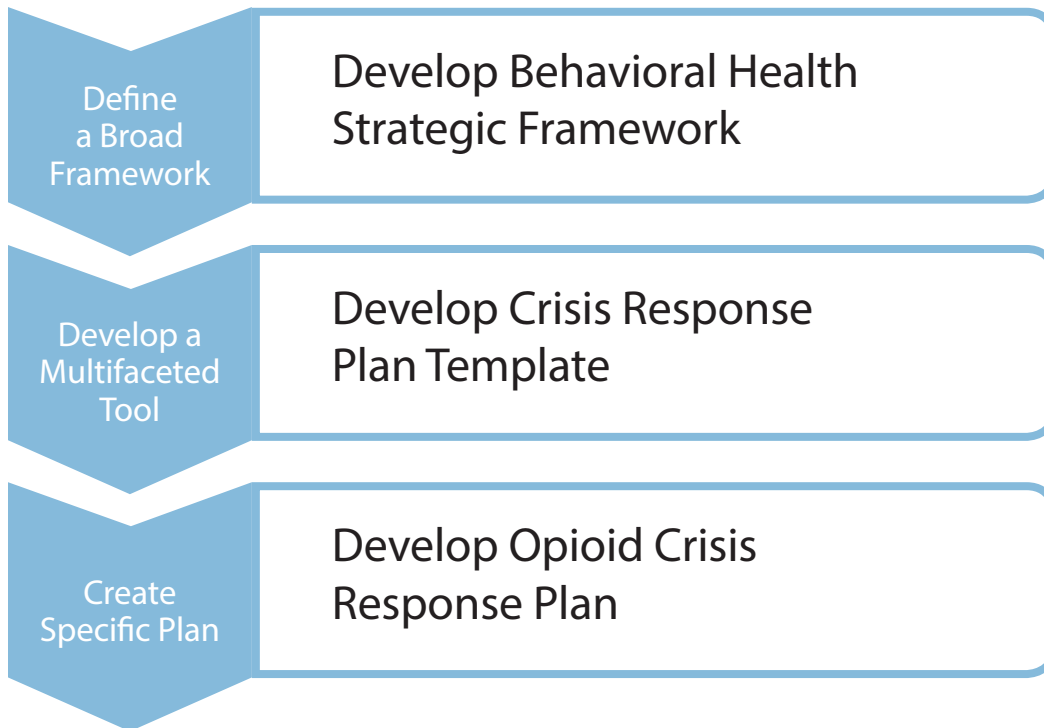 Define
a Broad
Framework
Develop Behavioral Health
Strategic Framework
Develop a
Multifaceted
Tool
Develop Crisis Response
Plan Template
Create
Specific Plan
Develop Opioid Crisis
Response Plan